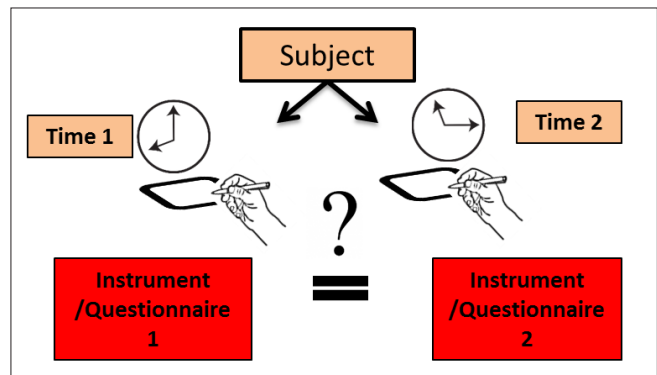 Subject
Time 1
Time 2
?
=
Instrument
/Questionnaire
1
Instrument
/Questionnaire
2